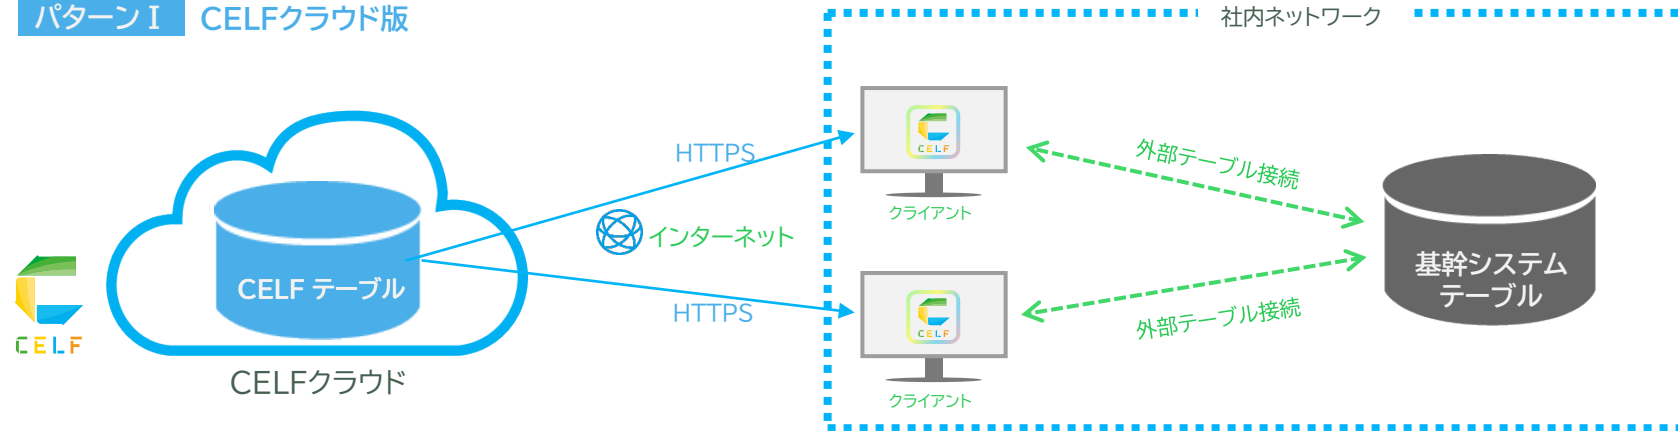 パターンⅠ CELFクラウド版
社内ネットワーク
CELF
CELF テーブル
CELFクラウド
HTTPS
インターネット
HTTPS
CELF
クライアント
CELF
クライアント
外部テーブル接続
外部テーブル接続
基幹システム
テーブル